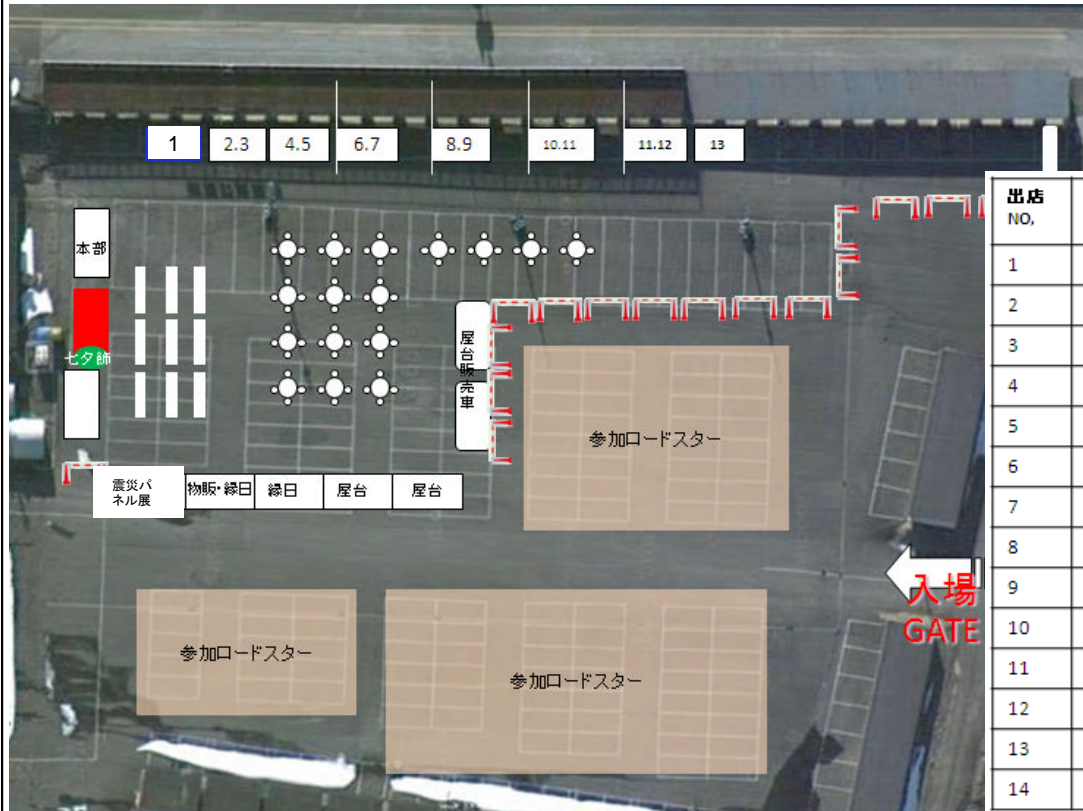 1
2.3
4.5
6.7
8.9
10.11
11.12
13
本部
七夕飾
屋台販売車
参加ロードスター
震災パ
ネル展
物販・縁日
縁日
屋台
屋台
参加ロードスター
参加ロードスター
入場
GATE
出店
NO,
1
2
3
4
5
6
7
8
9
10
11
12
13
14